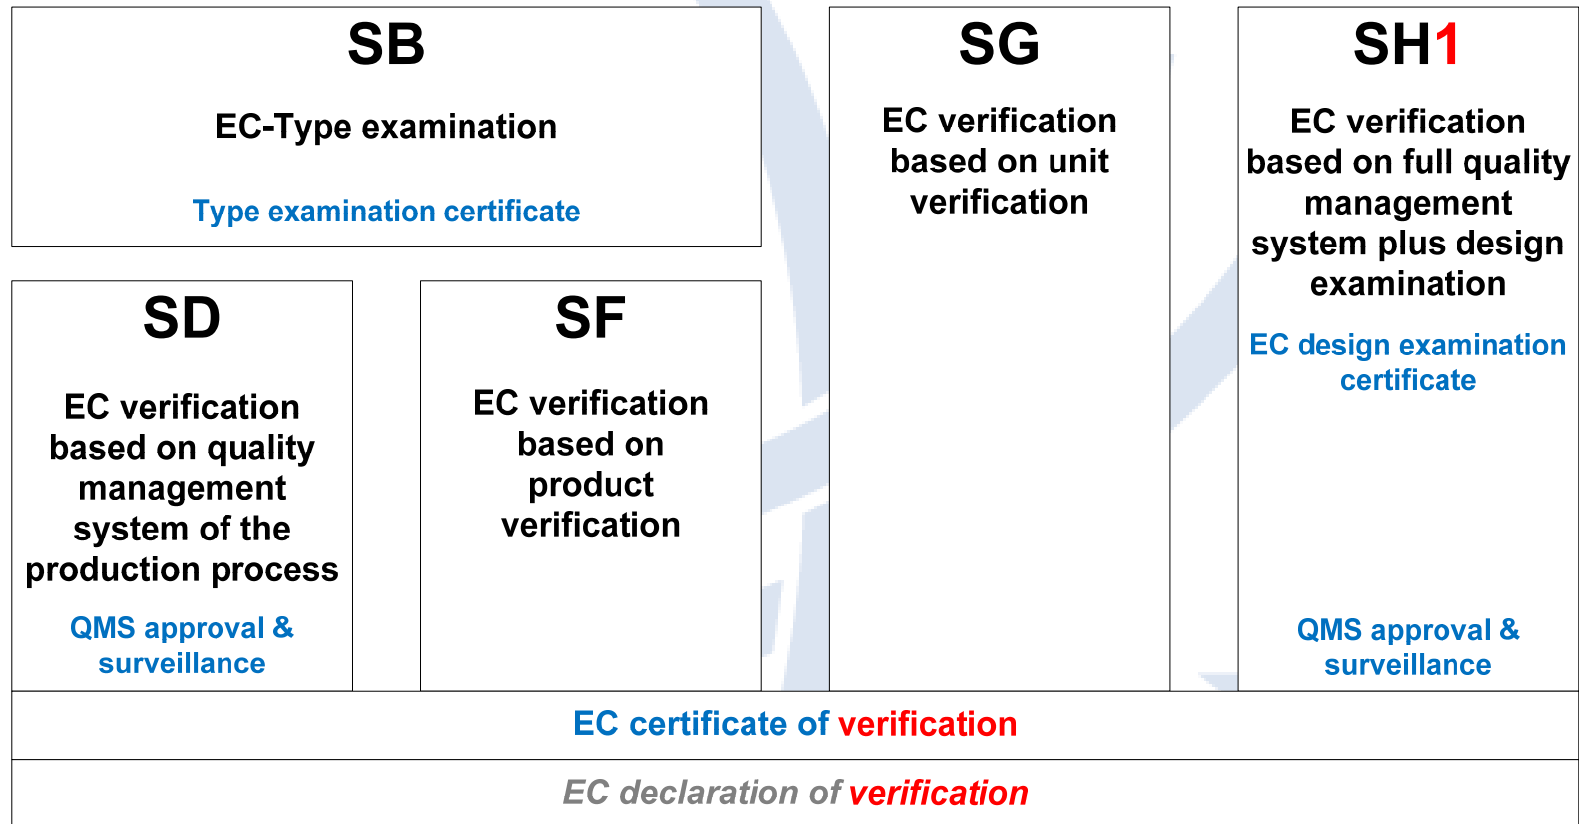 SB
EC-Type examination
Type examination certificate
SD
EC verification
based on quality
management
system of the
production process
QMS approval &
surveillance
SF
EC verification
based on
product
verification
SG
EC verification
based on unit
verification
SH1
EC verification
based on full quality
management
system plus design
examination
EC design examination
certificate
QMS approval &
surveillance
EC certificate of verification
EC declaration of verification